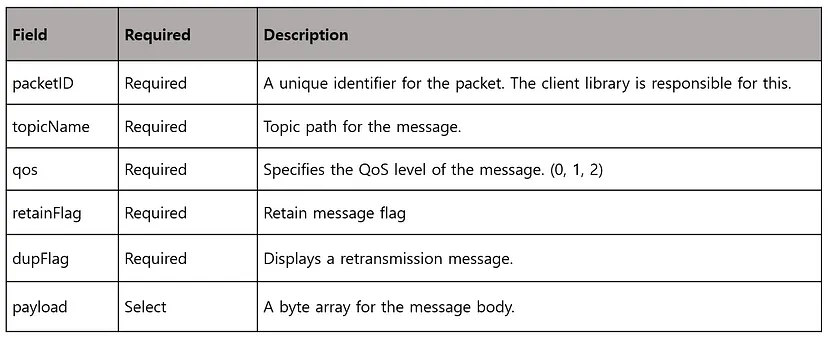 Field Required Description
packetID Required A unique identifier for the packet. The client library is responsible for this.
topicName Required Topic path for the message.
qos Required Specifies the QoS level of the message. (0, 1, 2)
retainFlag Required Retain message flag
dupFlag Required Displays a retransmission message.
payload Select A byte array for the message body.